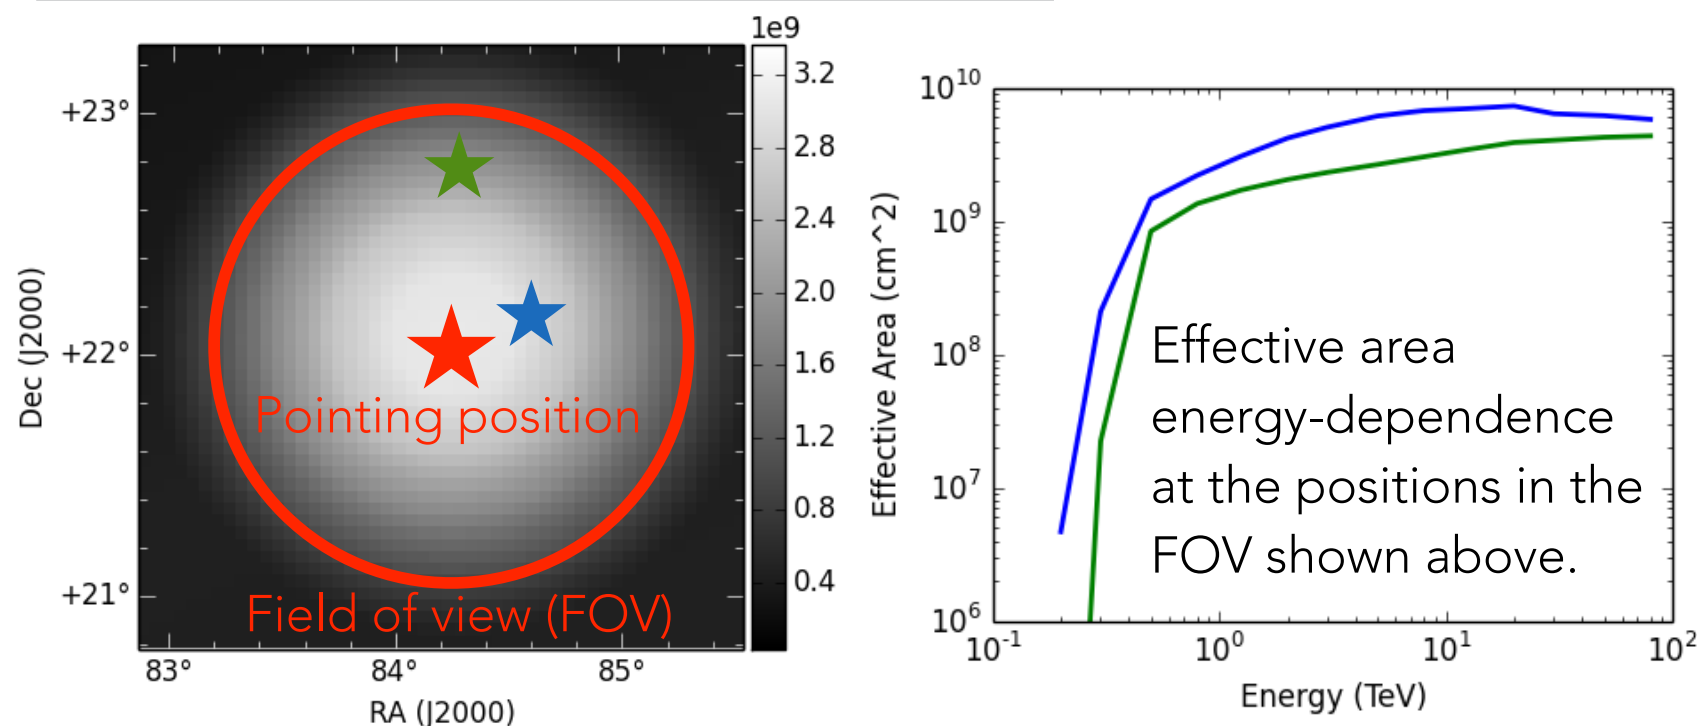 1e9
3.2
2.8
2.4
2.0
1.6
1.2
0.8
0.4
+23°
+22°
+21°
Dec (J2000)
Pointing position
Field of view (FOV)
83°
84°
85°
RA (J2000)
10^10
10^9
10^8
10^7
10^6
Effective Area (cm^2)
Effective area
energy-dependence
at the positions in the
FOV shown above.
10^-1
10^0
10^1
10^2
Energy (TeV)